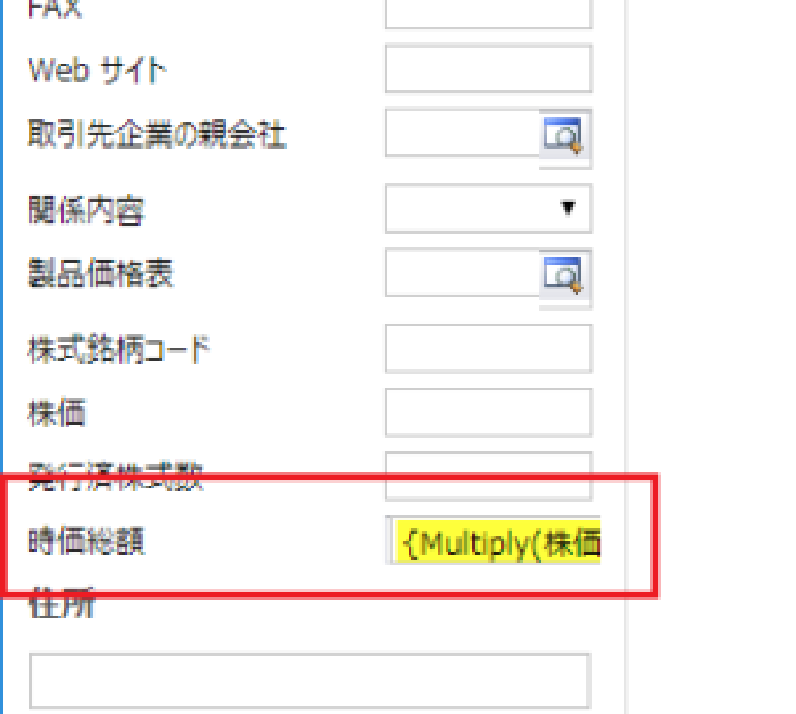 FAX
Web サイト
取引先企業の親会社
関係内容
製品価格表
株式銘柄コード
株価
発行済株式数
時価総額 {Multiply(株価
住所